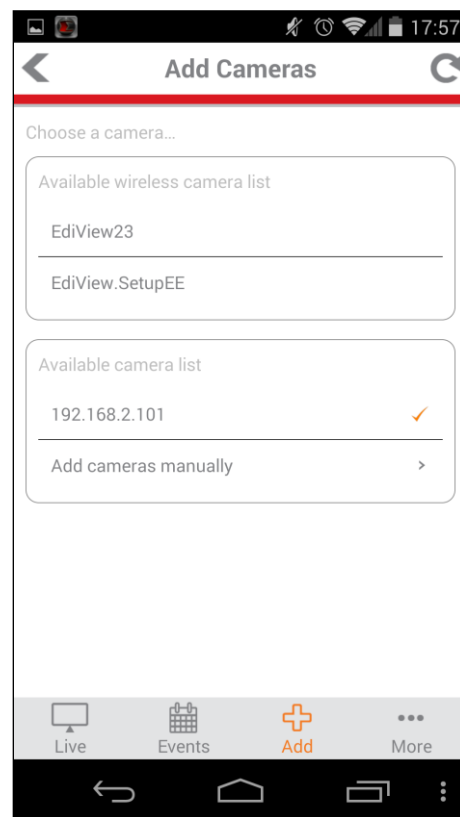 17:57
Add Cameras
Choose a camera...
Available wireless camera list
EdiView23
EdiView.SetupEE
Available camera list
192.168.2.101
Add cameras manually
Live Events Add More